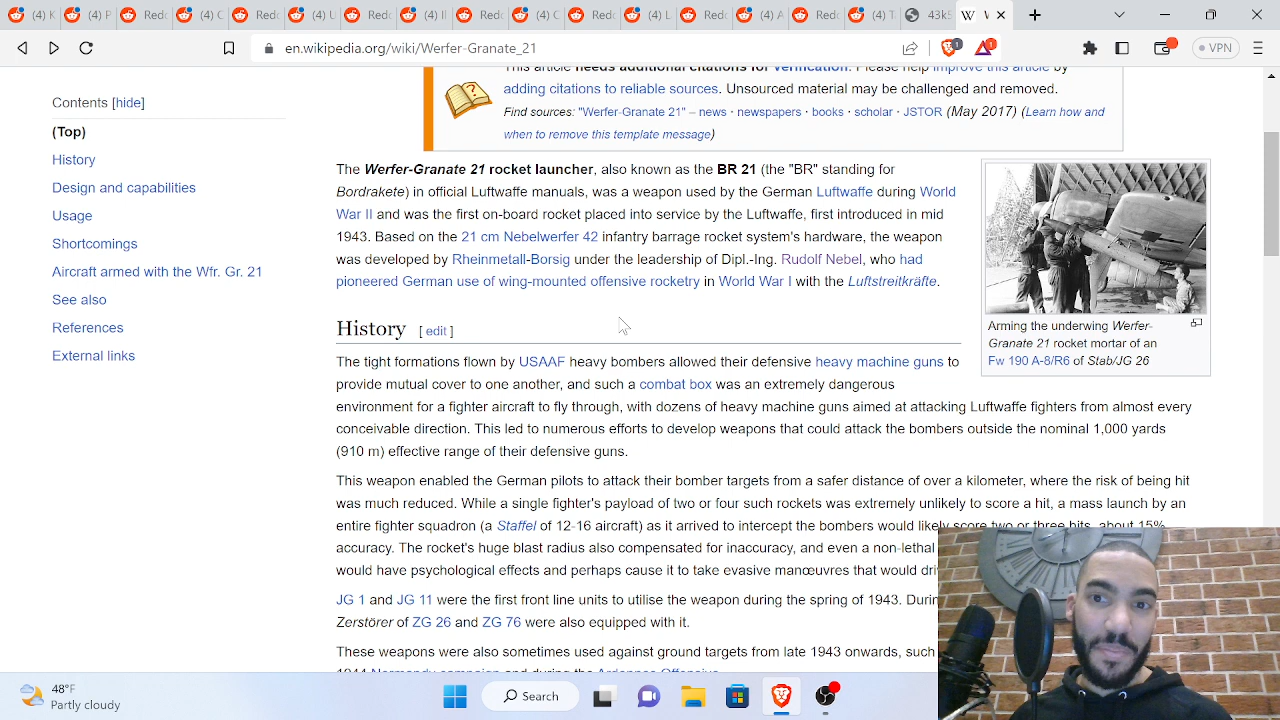 K
Redd
P
Redd
C
Redd
Redd
U
Redd
Redd
C
Redd
L
Redd
A
Redd
T
43kS
W
en.wikipedia.org/wiki/Werfer-Granate_21
1
1
VPN
Contents [hide]
(Top)
History
Design and capabilities
Usage
Shortcomings
Aircraft armed with the Wfr. Gr. 21
See also
References
External links
This article needs additional citations for verification. Please help improve this article by
adding citations to reliable sources. Unsourced material may be challenged and removed.
Find sources: "Werfer-Granate 21" – news · newspapers · books · scholar · JSTOR (May 2017) (Learn how and
when to remove this template message)
The Werfer-Granate 21 rocket launcher, also known as the BR 21 (the "BR" standing for
Bordrakete) in official Luftwaffe manuals, was a weapon used by the German Luftwaffe during World
War II and was the first on-board rocket placed into service by the Luftwaffe, first introduced in mid
1943. Based on the 21 cm Nebelwerfer 42 infantry barrage rocket system's hardware, the weapon
was developed by Rheinmetall-Borsig under the leadership of Dipl.-Ing. Rudolf Nebel, who had
pioneered German use of wing-mounted offensive rocketry in World War I with the Luftstreitkräfte.
Arming the underwing Werfer-
Granate 21 rocket mortar of an
Fw 190 A-8/R6 of Stab/JG 26
History [ edit ]
The tight formations flown by USAAF heavy bombers allowed their defensive heavy machine guns to
provide mutual cover to one another, and such a combat box was an extremely dangerous
environment for a fighter aircraft to fly through, with dozens of heavy machine guns aimed at attacking Luftwaffe fighters from almost every
conceivable direction. This led to numerous efforts to develop weapons that could attack the bombers outside the nominal 1,000 yards
(910 m) effective range of their defensive guns.
This weapon enabled the German pilots to attack their bomber targets from a safer distance of over a kilometer, where the risk of being hit
was much reduced. While a single fighter's payload of two or four such rockets was extremely unlikely to score a hit, a mass launch by an
entire fighter squadron (a Staffel of 12-16 aircraft) as it arrived to intercept the bombers would likely score two or three hits, about 15%
accuracy. The rocket's huge blast radius also compensated for inaccuracy, and even a non-lethal
would have psychological effects and perhaps cause it to take evasive manœuvres that would dri
JG 1 and JG 11 were the first front line units to utilise the weapon during the spring of 1943. Durin
Zerstörer of ZG 26 and ZG 76 were also equipped with it.
These weapons were also sometimes used against ground targets from late 1943 onwards, such
1944 Normandy campaign and during the Ardennes Offensive.
48°F
Partly cloudy
Search